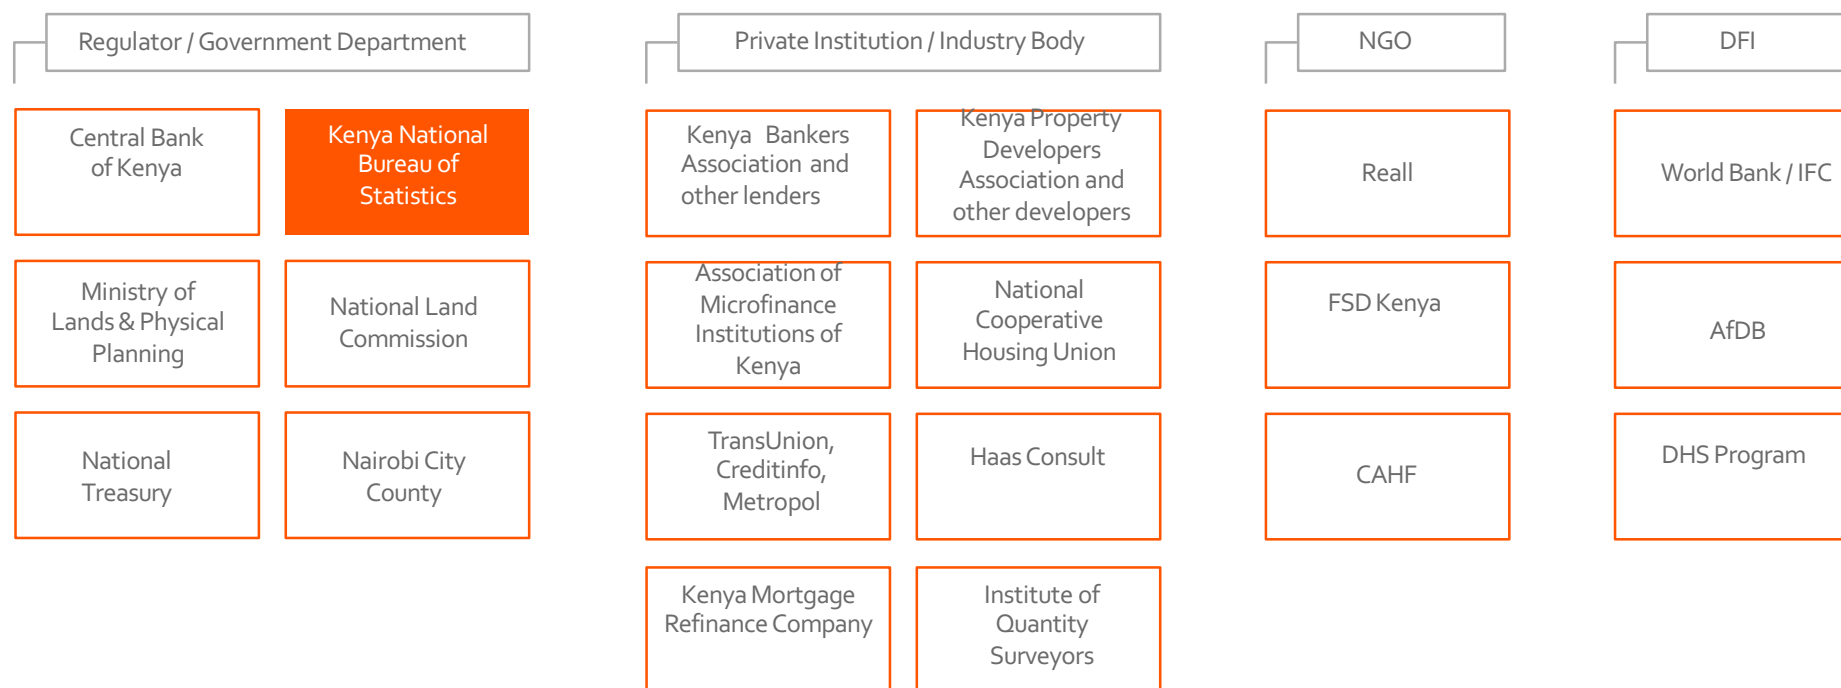 Regulator / Government Department
Central Bank
of Kenya
Kenya National
Bureau of
Statistics
Ministry of
Lands & Physical
Planning
National Land
Commission
National
Treasury
Nairobi City
County
Private Institution / Industry Body
Kenya Bankers
Association and
other lenders
Kenya Property
Developers
Association and
other developers
Association of
Microfinance
Institutions of
Kenya
National
Cooperative
Housing Union
TransUnion,
Creditinfo,
Metropol
Haas Consult
Kenya Mortgage
Refinance Company
Institute of
Quantity
Surveyors
NGO
Reall
FSD Kenya
CAHF
DFI
World Bank / IFC
AfDB
DHS Program